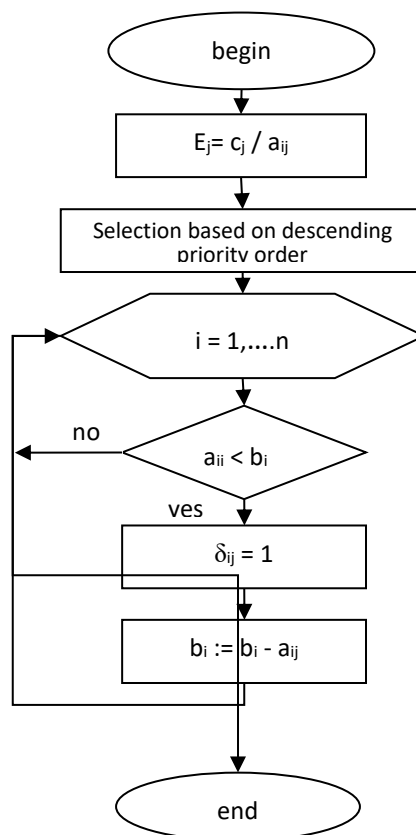 begin
Eⱼ= cⱼ / aᵢⱼ
Selection based on descending
priority order
i = 1,....n
no
aᵢᵢ < bᵢ
yes
δᵢⱼ = 1
bᵢ := bᵢ - aᵢⱼ
end